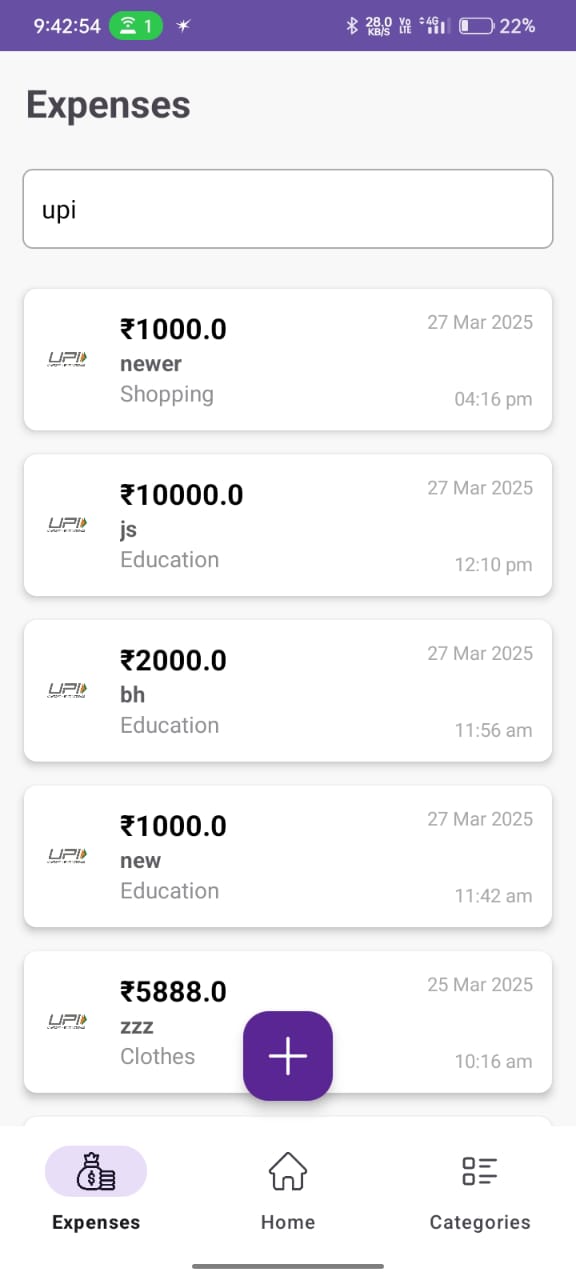 9:42:54 1 28.0 KB/S Vo LTE 4G 22%
Expenses
upi
₹1000.0 27 Mar 2025
newer
Shopping 04:16 pm
UPI
₹10000.0 27 Mar 2025
js
Education 12:10 pm
UPI
₹2000.0 27 Mar 2025
bh
Education 11:56 am
UPI
₹1000.0 27 Mar 2025
new
Education 11:42 am
UPI
₹5888.0 25 Mar 2025
zzz
Clothes 10:16 am
UPI
Expenses Home Categories